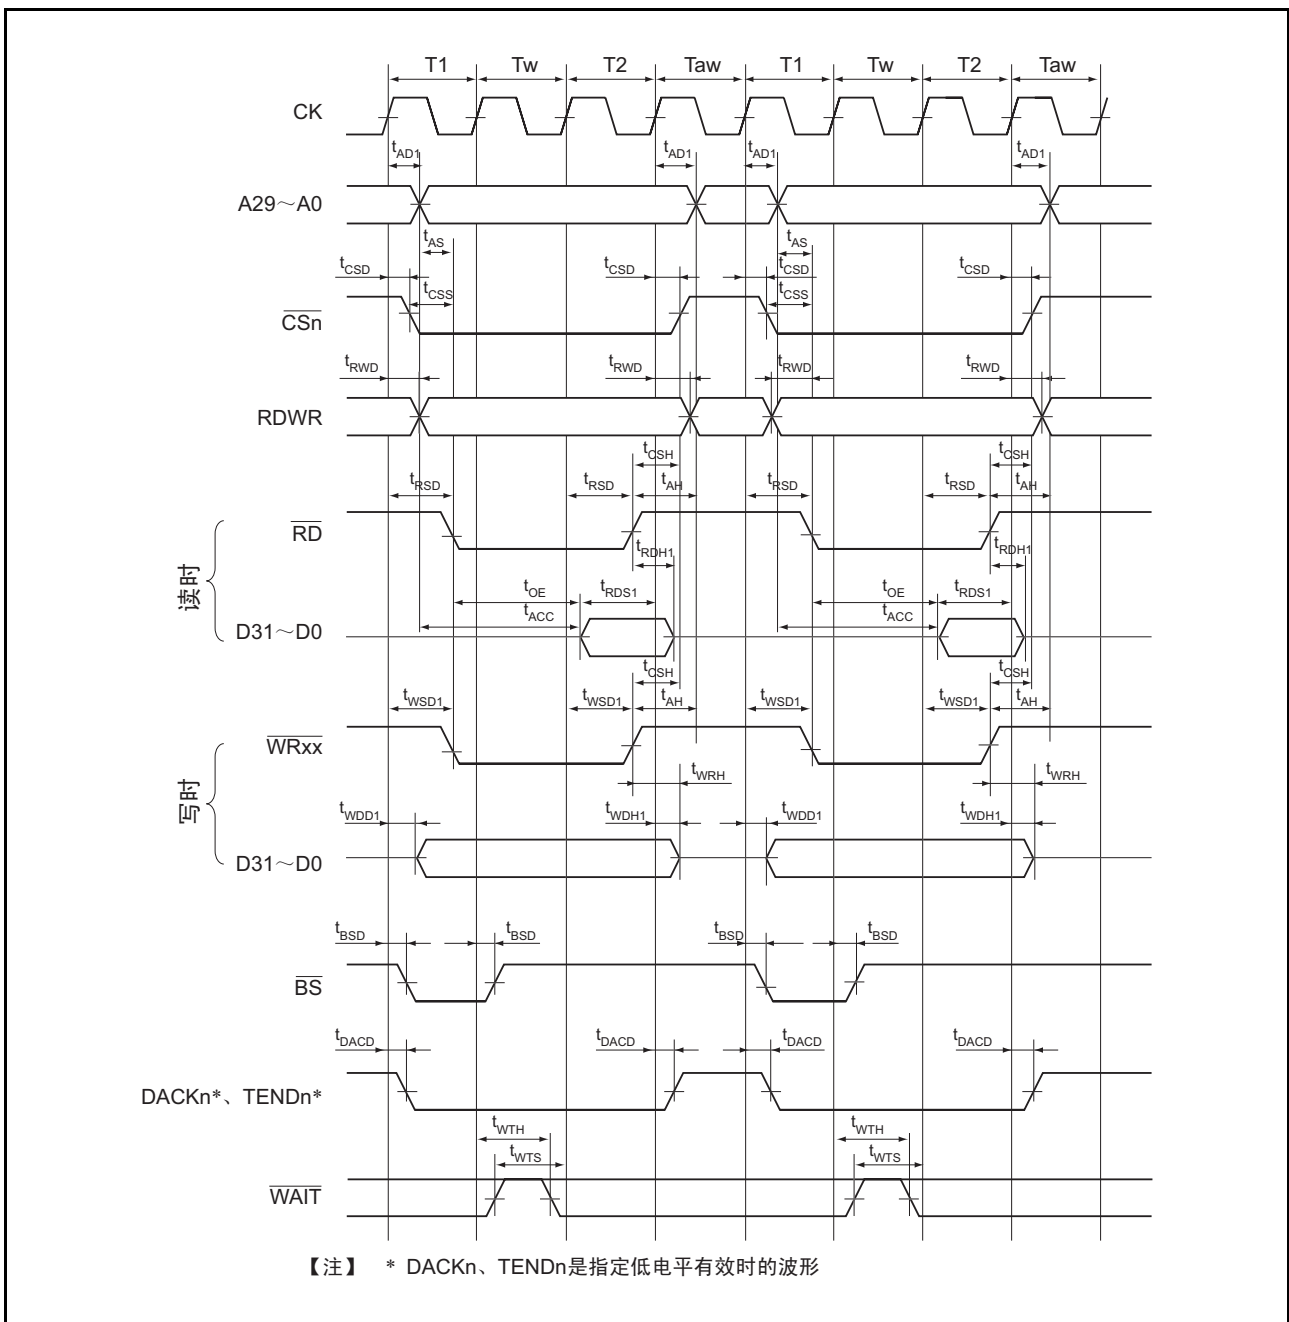 T1 Tw T2 Taw T1 Tw T2 Taw
CK
tAD1 tAD1 tAD1 tAD1
A29～A0
tAS tAS
tCSD tCSD tCSD tCSD
tCSS tCSS
CSn
tRWD tRWD tRWD tRWD
RDWR
tCSH tCSH
tRSD tRSD tAH tRSD tRSD tAH
RD
tRDH1 tRDH1
读时
tOE tRDS1 tOE tRDS1
tACC tACC
D31～D0
tCSH tCSH
tWSD1 tWSD1 tAH tWSD1 tWSD1 tAH
WRxx
tWRH tWRH
写时
tWDD1 tWDH1 tWDD1 tWDH1
D31～D0
tBSD tBSD tBSD tBSD
BS
tDACD tDACD tDACD tDACD
DACKn*、TENDn*
tWTH tWTH
tWTS tWTS
WAIT
【注】 * DACKn、TENDn是指定低电平有效时的波形